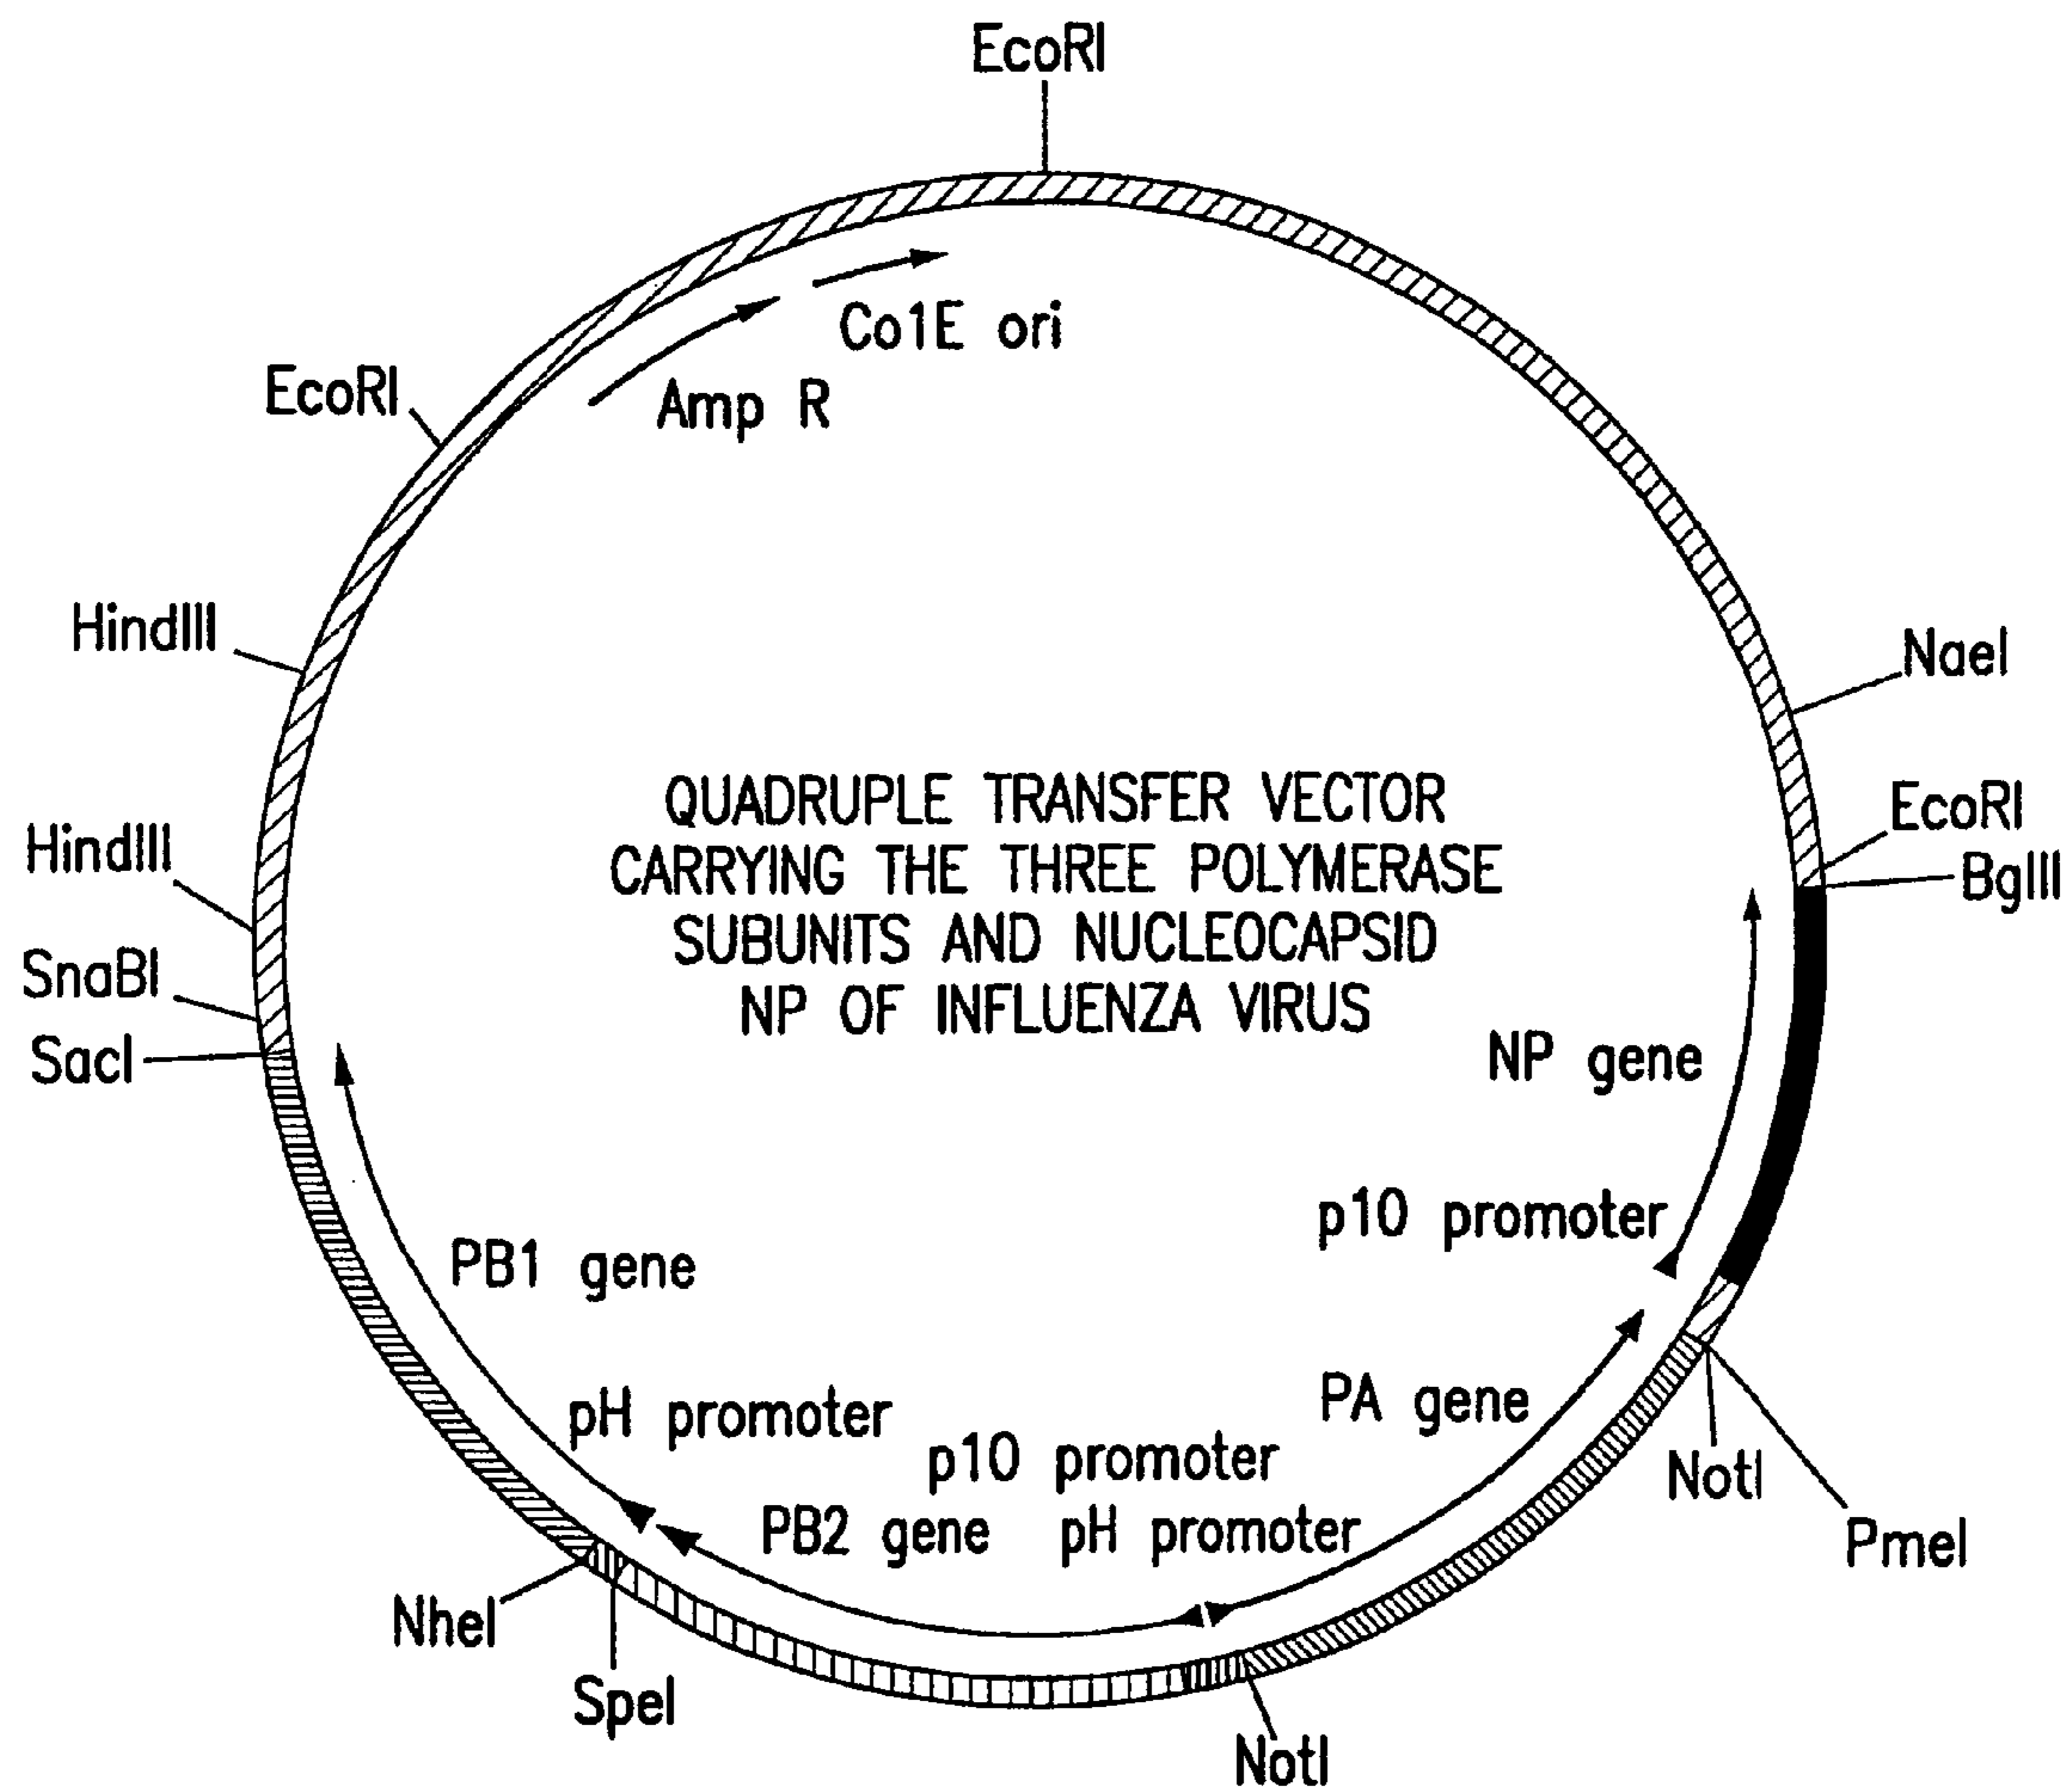 EcoRI
Co1E ori
EcoRI
Amp R
HindIII
NaeI
QUADRUPLE TRANSFER VECTOR
CARRYING THE THREE POLYMERASE
SUBUNITS AND NUCLEOCAPSID
NP OF INFLUENZA VIRUS
EcoRI
HindIII
BglII
SnaBI
SacI
NP gene
p10 promoter
PB1 gene
PA gene
pH promoter
p10 promoter
NotI
PB2 gene pH promoter
PmeI
NheI
SpeI
NotI